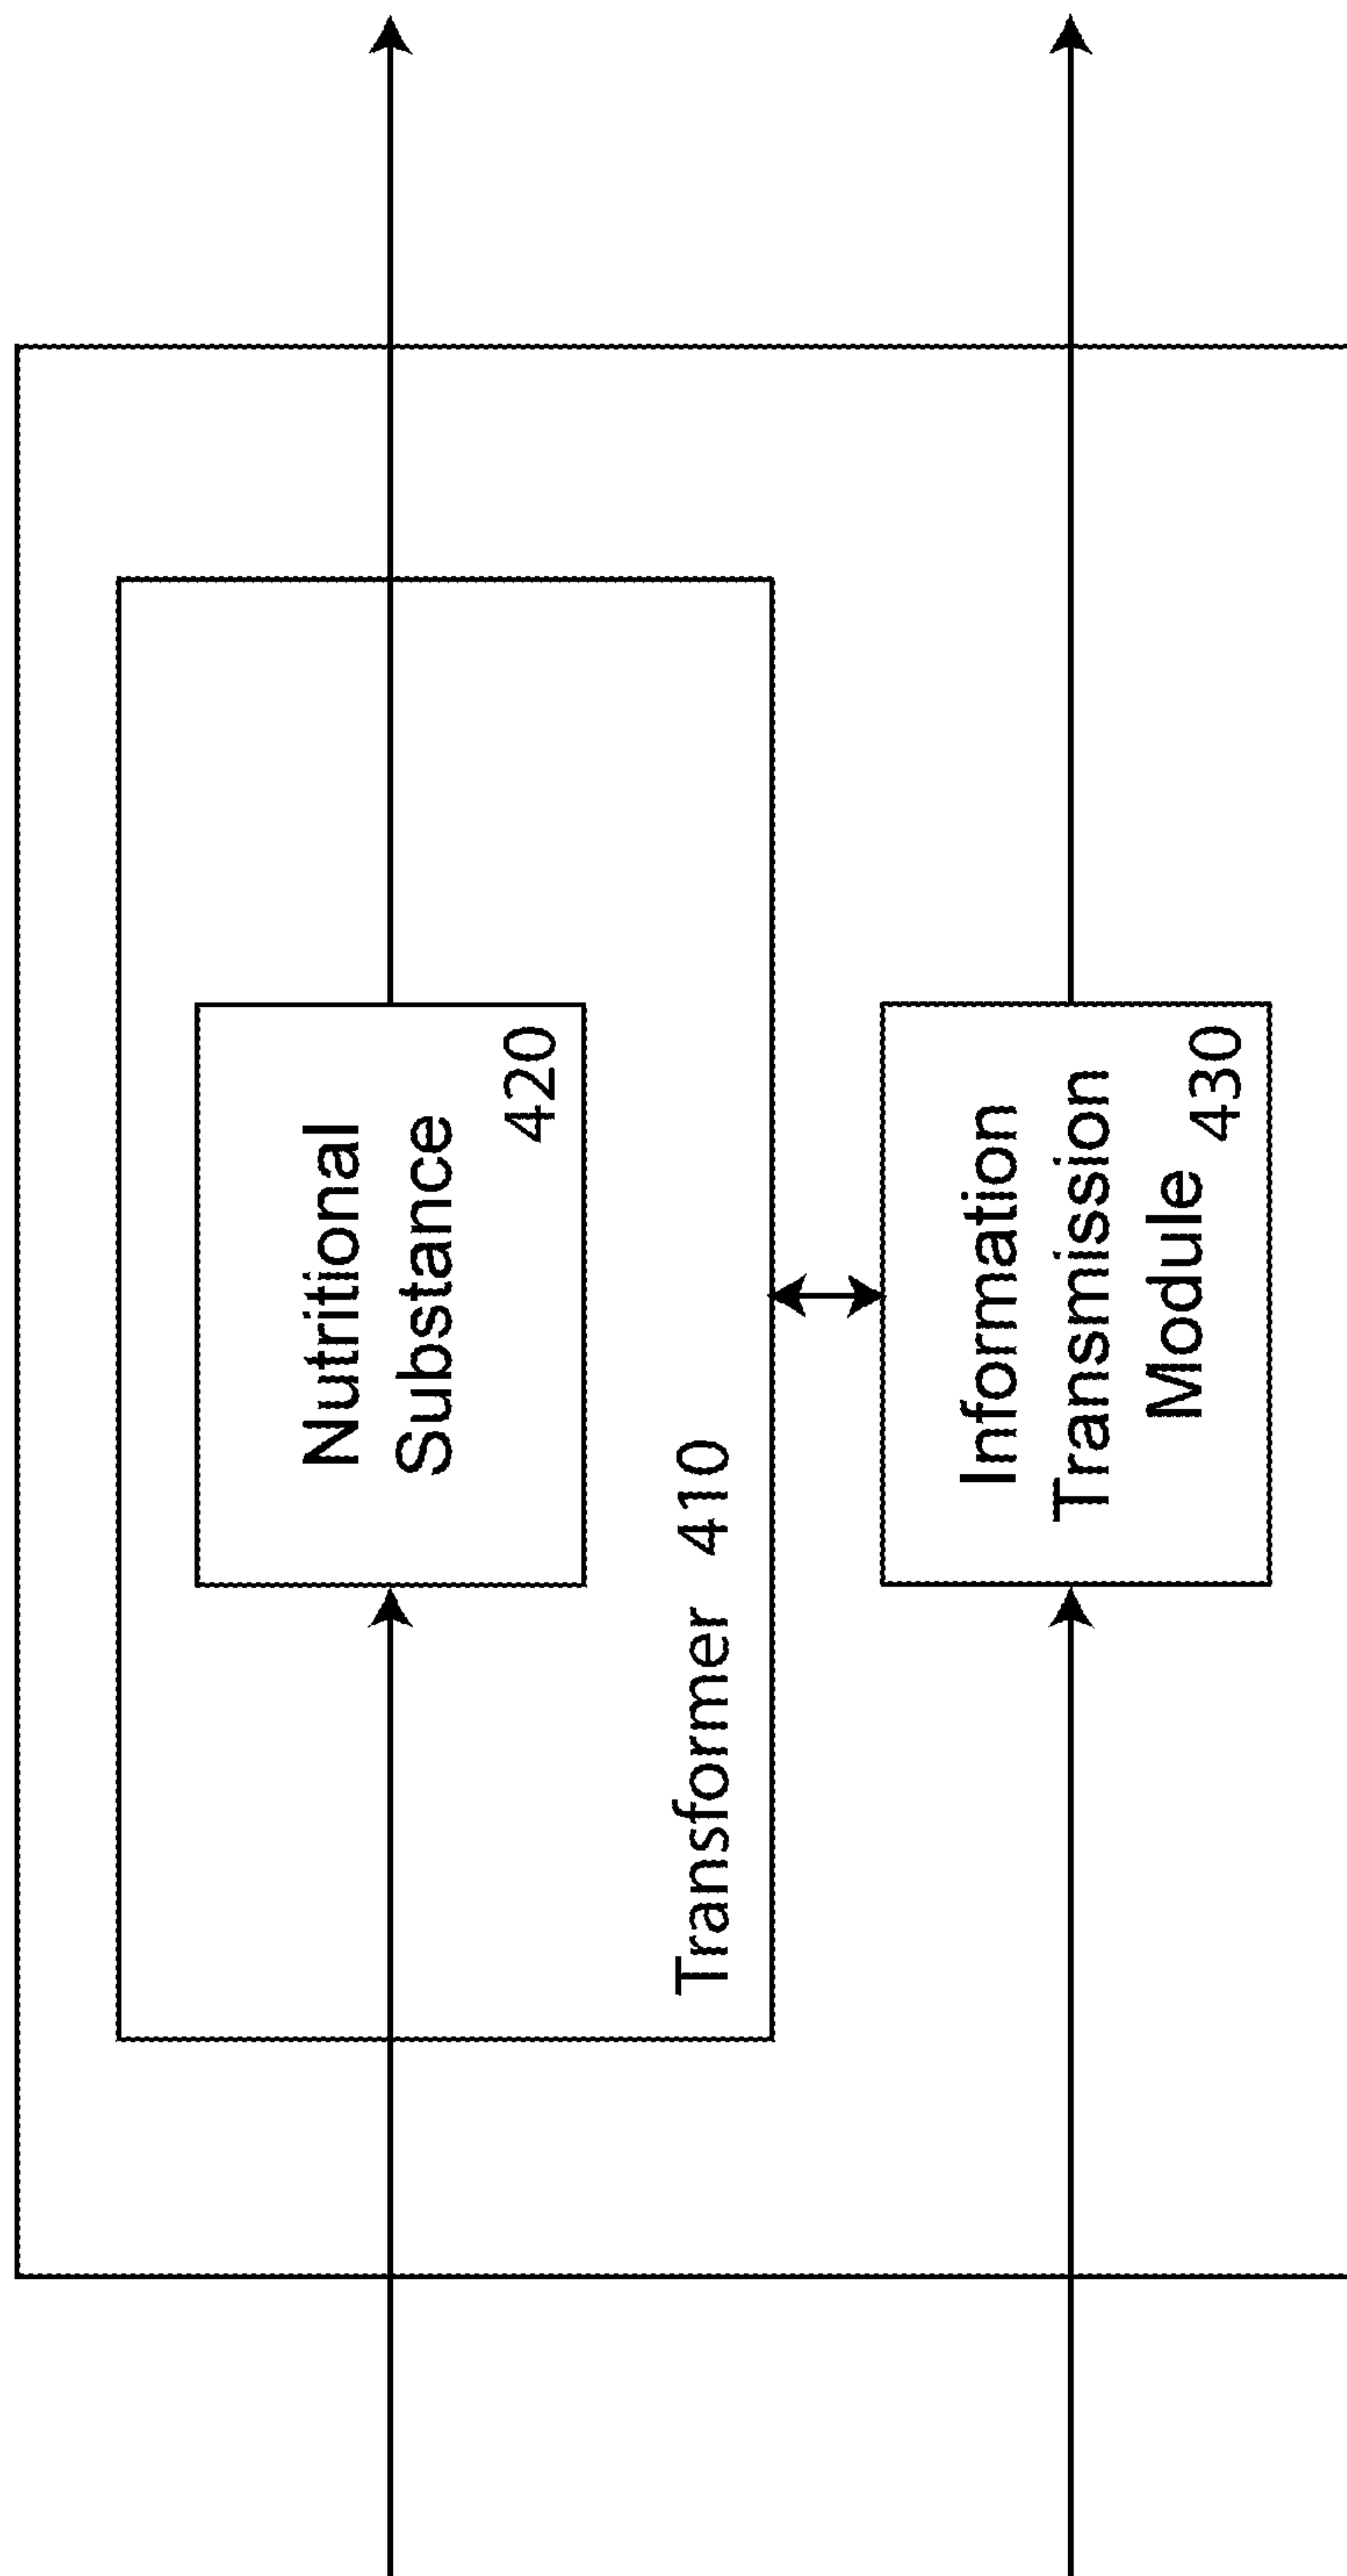 Nutritional
Substance
420
Transformer 410
Information
Transmission
Module
430